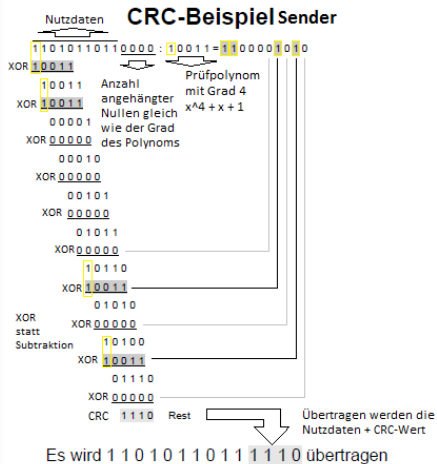 CRC-Beispiel Sender
Nutzdaten
11010110110000 : 10011=1100001010
XOR 10011
10011
XOR 10011
00001
XOR 00000
00010
XOR 00000
00101
XOR 00000
01011
XOR 00000
10110
XOR 10011
01010
XOR 00000
10100
XOR 10011
01110
XOR 00000
CRC 1110 Rest
Anzahl
angehängter
Nullen gleich
wie der Grad
des Polynoms
Prüfpolynom
mit Grad 4
x^4 + x + 1
XOR
statt
Subtraktion
Übertragen werden die
Nutzdaten + CRC-Wert
Es wird 1 1 0 1 0 1 1 0 1 1 1 1 1 0 übertragen